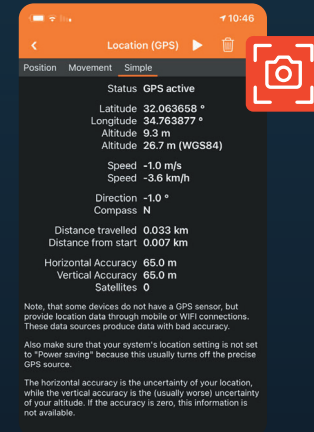 10:46
Location (GPS)
Position Movement Simple
Status GPS active
Latitude 32.063658 °
Longitude 34.763877 °
Altitude 9.3 m
Altitude 26.7 m (WGS84)
Speed -1.0 m/s
Speed -3.6 km/h
Direction -1.0 °
Compass N
Distance travelled 0.033 km
Distance from start 0.007 km
Horizontal Accuracy 65.0 m
Vertical Accuracy 65.0 m
Satellites 0
Note, that some devices do not have a GPS sensor, but
provide location data through mobile or WIFI connections.
These data sources produce data with bad accuracy.
Also make sure that your system's location setting is not set
to "Power saving" because this usually turns off the precise
GPS source.
The horizontal accuracy is the uncertainty of your location,
while the vertical accuracy is the (usually worse) uncertainty
of your altitude. If the accuracy is zero, this information is
not available.